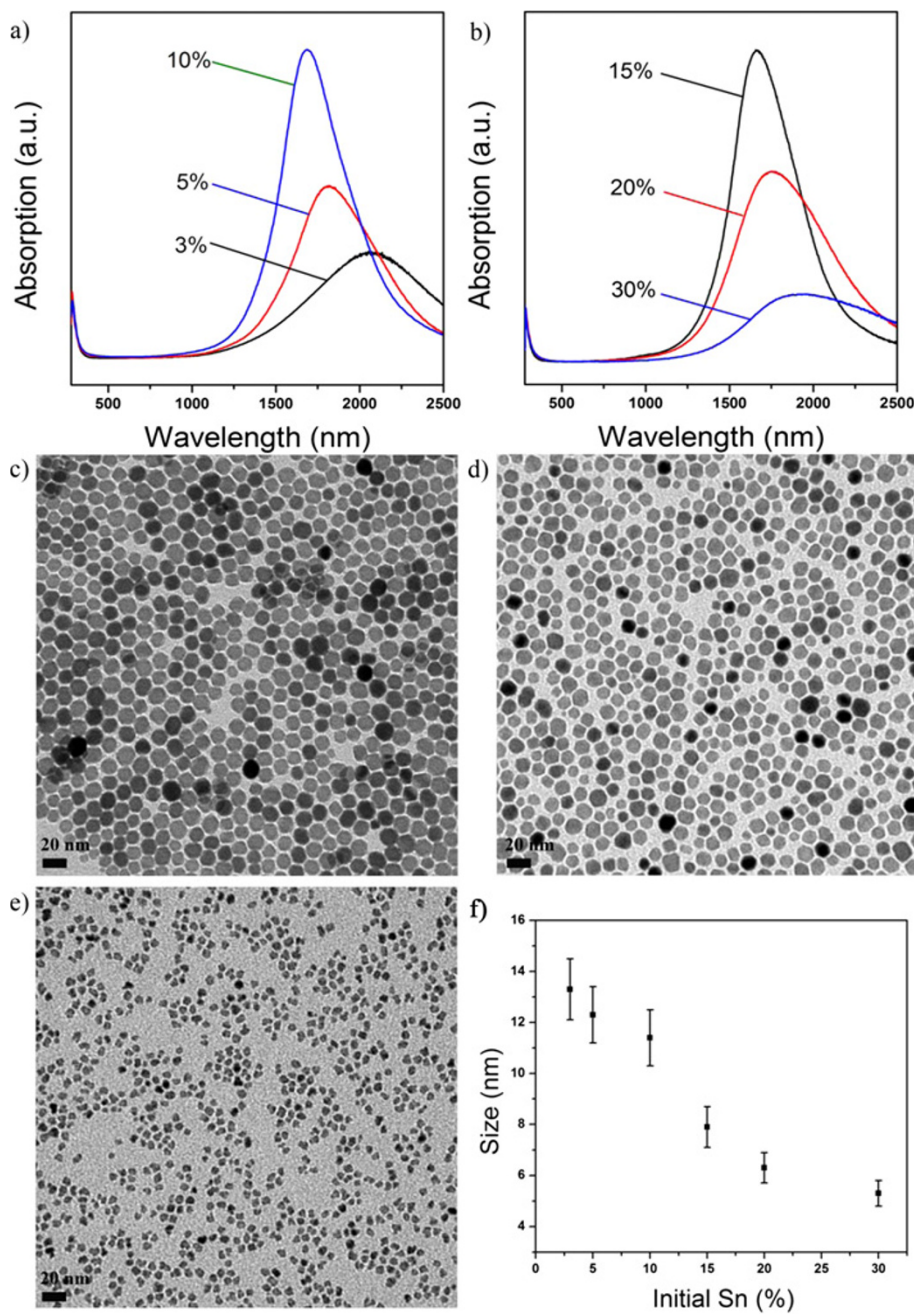 a)
10%
5%
3%
Absorption (a.u.)
500 1000 1500 2000 2500
Wavelength (nm)
b)
15%
20%
30%
Absorption (a.u.)
500 1000 1500 2000 2500
Wavelength (nm)
c)
20 nm
d)
20 nm
e)
20 nm
f)
16
14
12
10
8
6
4
Size (nm)
0 5 10 15 20 25 30
Initial Sn (%)